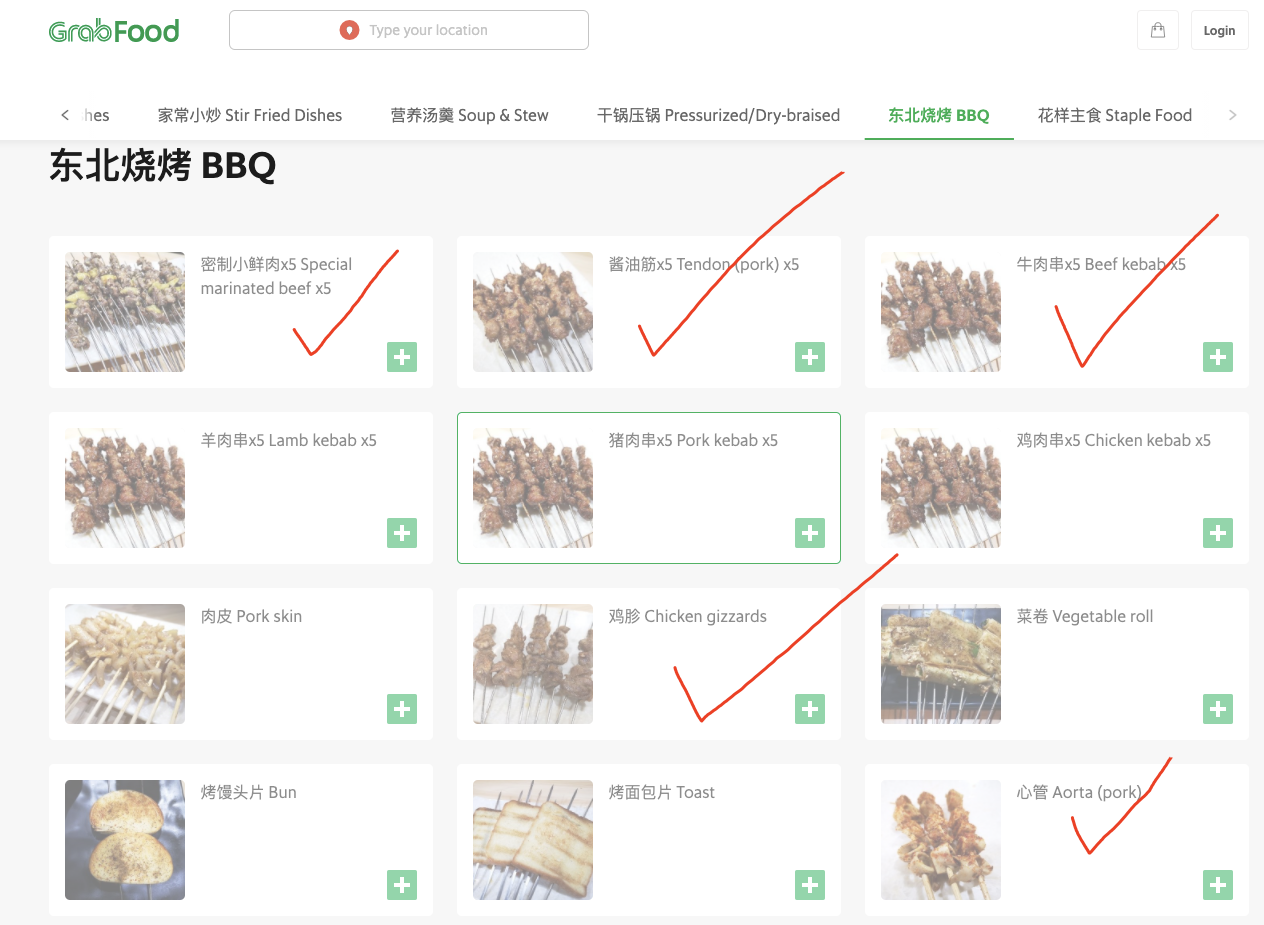 GrabFood
Type your location
Login
hes
家常小炒 Stir Fried Dishes
营养汤羹 Soup & Stew
干锅压锅 Pressurized/Dry-braised
东北烧烤 BBQ
花样主食 Staple Food
东北烧烤 BBQ
密制小鲜肉x5 Special
marinated beef x5
酱油筋x5 Tendon (pork) x5
牛肉串x5 Beef kebab x5
羊肉串x5 Lamb kebab x5
猪肉串x5 Pork kebab x5
鸡肉串x5 Chicken kebab x5
肉皮 Pork skin
鸡胗 Chicken gizzards
菜卷 Vegetable roll
烤馒头片 Bun
烤面包片 Toast
心管 Aorta (pork)